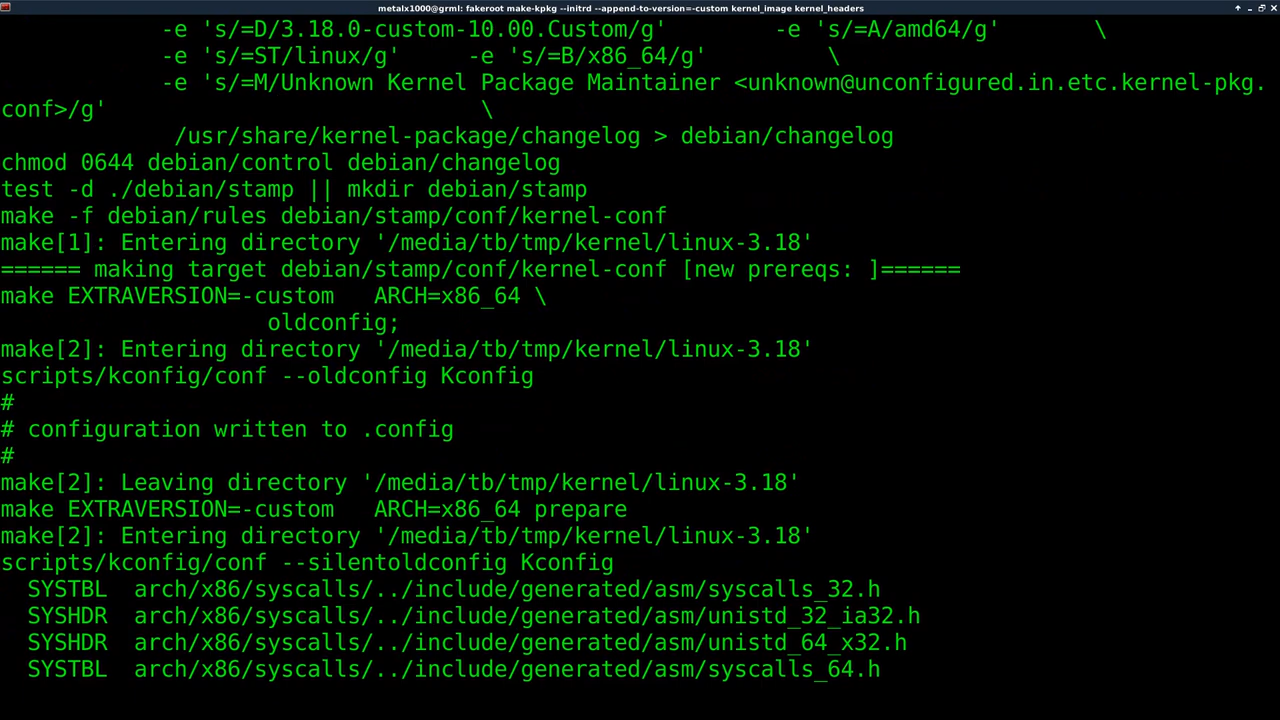 metalx1000@grml: fakeroot make-kpkg --initrd --append-to-version=-custom kernel_image kernel_headers
-e 's/=D/3.18.0-custom-10.00.Custom/g' -e 's/=A/amd64/g' \
-e 's/=ST/linux/g' -e 's/=B/x86_64/g' \
-e 's/=M/Unknown Kernel Package Maintainer <unknown@unconfigured.in.etc.kernel-pkg.
conf>/g' \
/usr/share/kernel-package/changelog > debian/changelog
chmod 0644 debian/control debian/changelog
test -d ./debian/stamp || mkdir debian/stamp
make -f debian/rules debian/stamp/conf/kernel-conf
make[1]: Entering directory '/media/tb/tmp/kernel/linux-3.18'
====== making target debian/stamp/conf/kernel-conf [new prereqs: ]======
make EXTRAVERSION=-custom ARCH=x86_64 \
oldconfig;
make[2]: Entering directory '/media/tb/tmp/kernel/linux-3.18'
scripts/kconfig/conf --oldconfig Kconfig
#
# configuration written to .config
#
make[2]: Leaving directory '/media/tb/tmp/kernel/linux-3.18'
make EXTRAVERSION=-custom ARCH=x86_64 prepare
make[2]: Entering directory '/media/tb/tmp/kernel/linux-3.18'
scripts/kconfig/conf --silentoldconfig Kconfig
SYSTBL arch/x86/syscalls/../include/generated/asm/syscalls_32.h
SYSHDR arch/x86/syscalls/../include/generated/asm/unistd_32_ia32.h
SYSHDR arch/x86/syscalls/../include/generated/asm/unistd_64_x32.h
SYSTBL arch/x86/syscalls/../include/generated/asm/syscalls_64.h